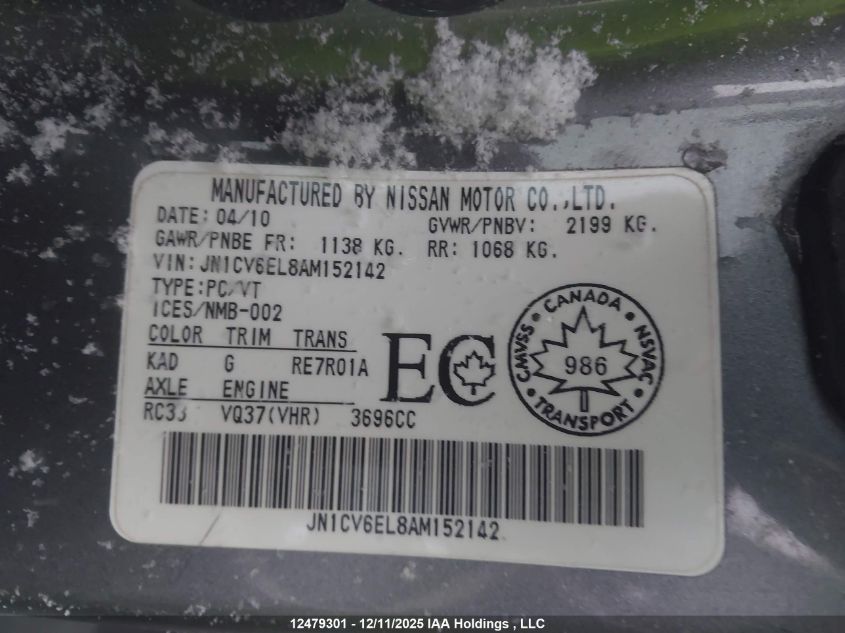 MANUFACTURED BY NISSAN MOTOR CO.,LTD.
DATE: 04/10 GVWR/PNBV: 2199 KG.
GAWR/PNBE FR: 1138 KG. RR: 1068 KG.
VIN: JN1CV6EL8AM152142
TYPE:PC/VT
ICES/NMB-002
COLOR TRIM TRANS
KAD G RE7R01A
AXLE ENGINE
RC33 VQ37(VHR) 3696CC
EC
CANADA
CMVSS NSVAC
986
TRANSPORT
JN1CV6EL8AM152142
12479301 - 12/11/2025 IAA Holdings , LLC